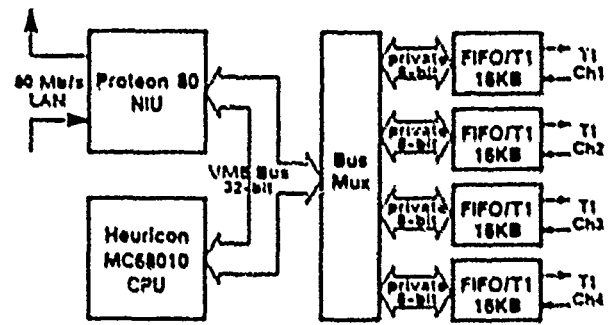 80 Mb/s
LAN
Proteon 80
NIU
VME Bus
32-bit
Heuricon
MC68010
CPU
Bus
Mux
private
8-bit
FIFO/T1
16KB
T1
Ch1
private
8-bit
FIFO/T1
16KB
T1
Ch2
private
8-bit
FIFO/T1
16KB
T1
Ch3
private
8-bit
FIFO/T1
16KB
T1
Ch4